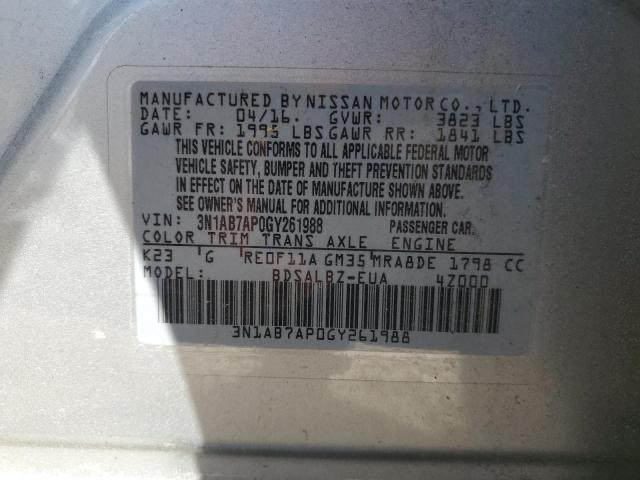 MANUFACTURED BY NISSAN MOTOR CO., LTD.
DATE: 04/16. GVWR: 3823 LBS
GAWR FR: 1995 LBS GAWR RR: 1841 LBS
THIS VEHICLE CONFORMS TO ALL APPLICABLE FEDERAL MOTOR
VEHICLE SAFETY, BUMPER AND THEFT PREVENTION STANDARDS
IN EFFECT ON THE DATE OF MANUFACTURE SHOWN ABOVE.
SEE OWNER'S MANUAL FOR ADDITIONAL INFORMATION.
VIN: 3N1AB7AP0GY261988 PASSENGER CAR.
COLOR TRIM TRANS AXLE ENGINE
K23 G RE0F11A GM35 MRA8DE 1798 CC
MODEL: BDSALBZ-EUA 4Z000
3N1AB7AP0GY261988